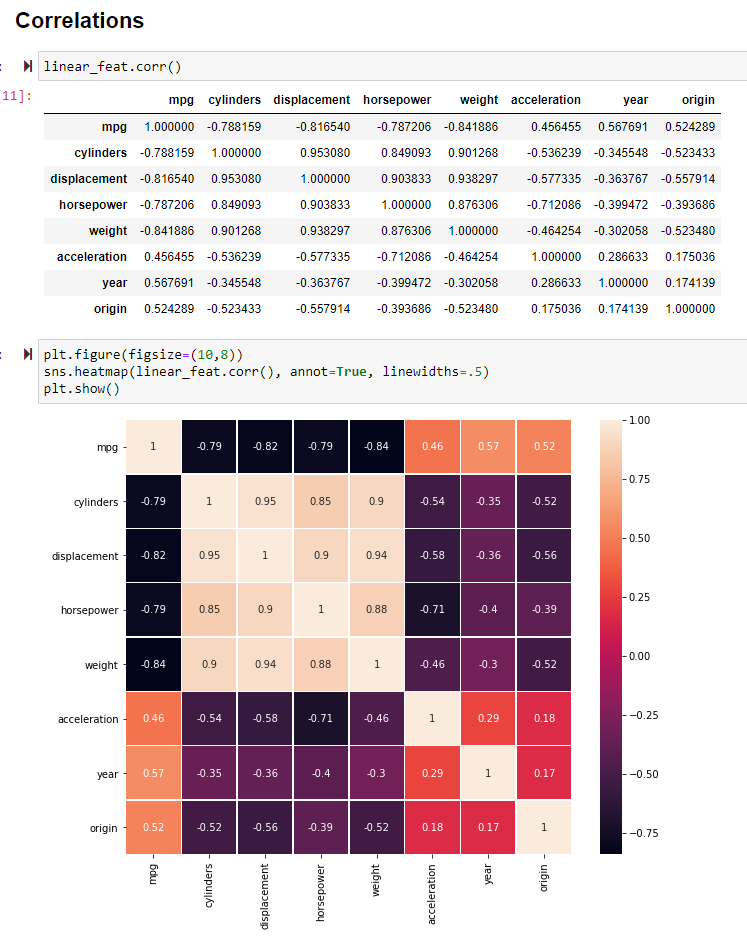 Correlations
:
linear_feat.corr()
11]:
mpg cylinders displacement horsepower weight acceleration year origin
mpg 1.000000 -0.788159 -0.816540 -0.787206 -0.841886 0.456455 0.567691 0.524289
cylinders -0.788159 1.000000 0.953080 0.849093 0.901268 -0.536239 -0.345548 -0.523433
displacement -0.816540 0.953080 1.000000 0.903833 0.938297 -0.577335 -0.363767 -0.557914
horsepower -0.787206 0.849093 0.903833 1.000000 0.876306 -0.712086 -0.399472 -0.393686
weight -0.841886 0.901268 0.938297 0.876306 1.000000 -0.464254 -0.302058 -0.523480
acceleration 0.456455 -0.536239 -0.577335 -0.712086 -0.464254 1.000000 0.286633 0.175036
year 0.567691 -0.345548 -0.363767 -0.399472 -0.302058 0.286633 1.000000 0.174139
origin 0.524289 -0.523433 -0.557914 -0.393686 -0.523480 0.175036 0.174139 1.000000
:
plt.figure(figsize=(10,8))
sns.heatmap(linear_feat.corr(), annot=True, linewidths=.5)
plt.show()
mpg 1 -0.79 -0.82 -0.79 -0.84 0.46 0.57 0.52
cylinders -0.79 1 0.95 0.85 0.9 -0.54 -0.35 -0.52
displacement -0.82 0.95 1 0.9 0.94 -0.58 -0.36 -0.56
horsepower -0.79 0.85 0.9 1 0.88 -0.71 -0.4 -0.39
weight -0.84 0.9 0.94 0.88 1 -0.46 -0.3 -0.52
acceleration 0.46 -0.54 -0.58 -0.71 -0.46 1 0.29 0.18
year 0.57 -0.35 -0.36 -0.4 -0.3 0.29 1 0.17
origin 0.52 -0.52 -0.56 -0.39 -0.52 0.18 0.17 1
mpg cylinders displacement horsepower weight acceleration year origin
1.00
0.75
0.50
0.25
0.00
−0.25
−0.50
−0.75